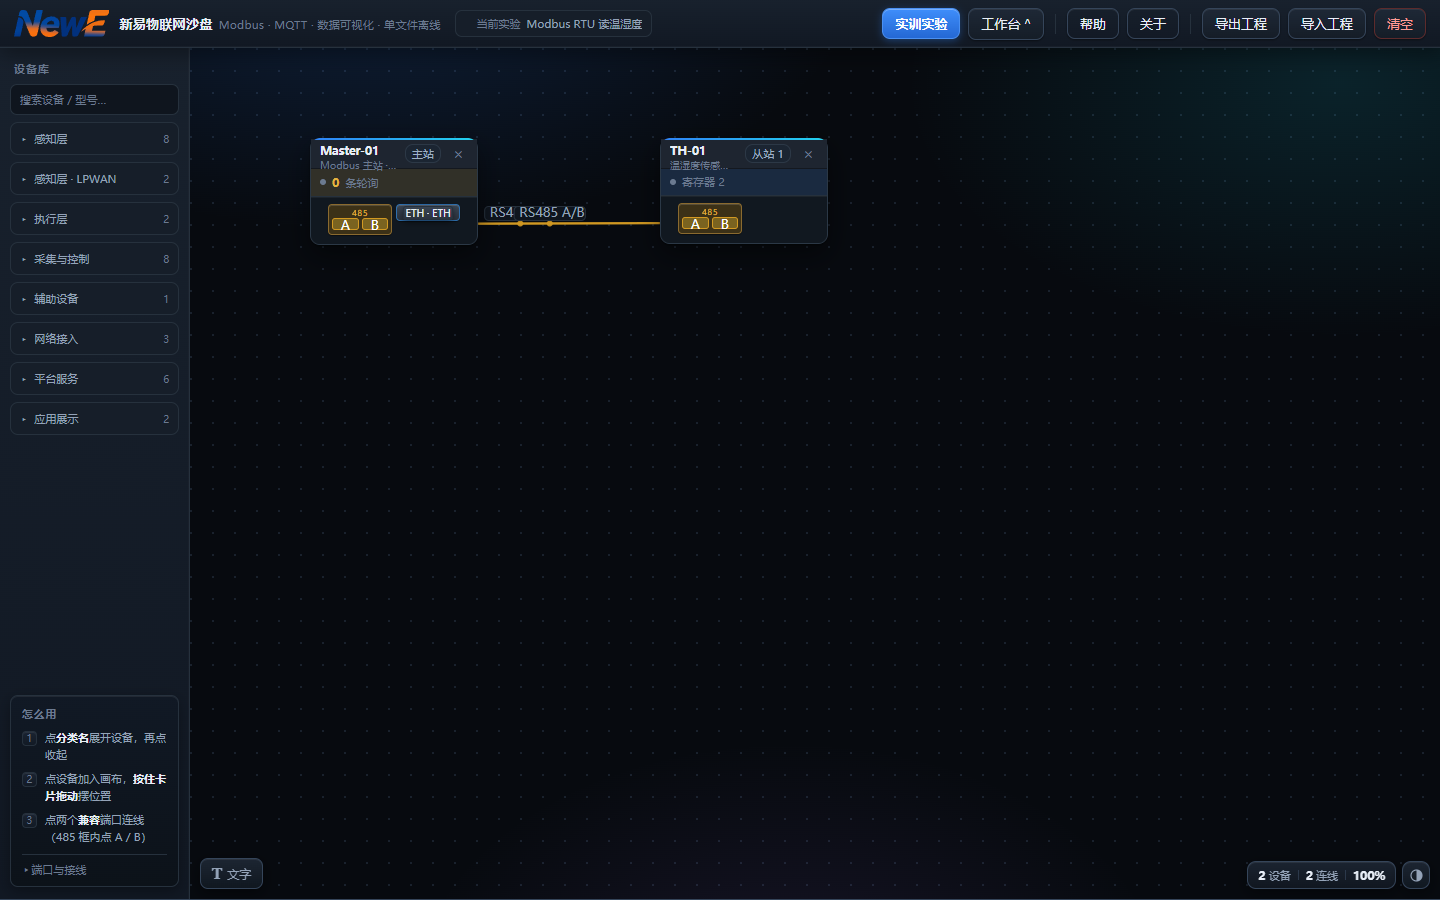 NewE 新易物联网沙盘 Modbus · MQTT · 数据可视化 · 单文件离线 当前实验 Modbus RTU 读温湿度 实训实验 工作台 ^ 帮助 关于 导出工程 导入工程 清空
设备库
搜索设备 / 型号...
感知层 8
感知层 · LPWAN 2
执行层 2
采集与控制 8
辅助设备 1
网络接入 3
平台服务 6
应用展示 2
Master-01 主站 ×
Modbus 主站 ·...
0 条轮询
485
A B
ETH · ETH
RS4 RS485 A/B
TH-01 从站 1 ×
温湿度传感...
寄存器 2
485
A B
怎么用
1 点分类名展开设备，再点
收起
2 点设备加入画布，按住卡
片拖动摆位置
3 点两个兼容端口连线
（485 框内点 A / B）
端口与接线
T 文字
2 设备 2 连线 100%